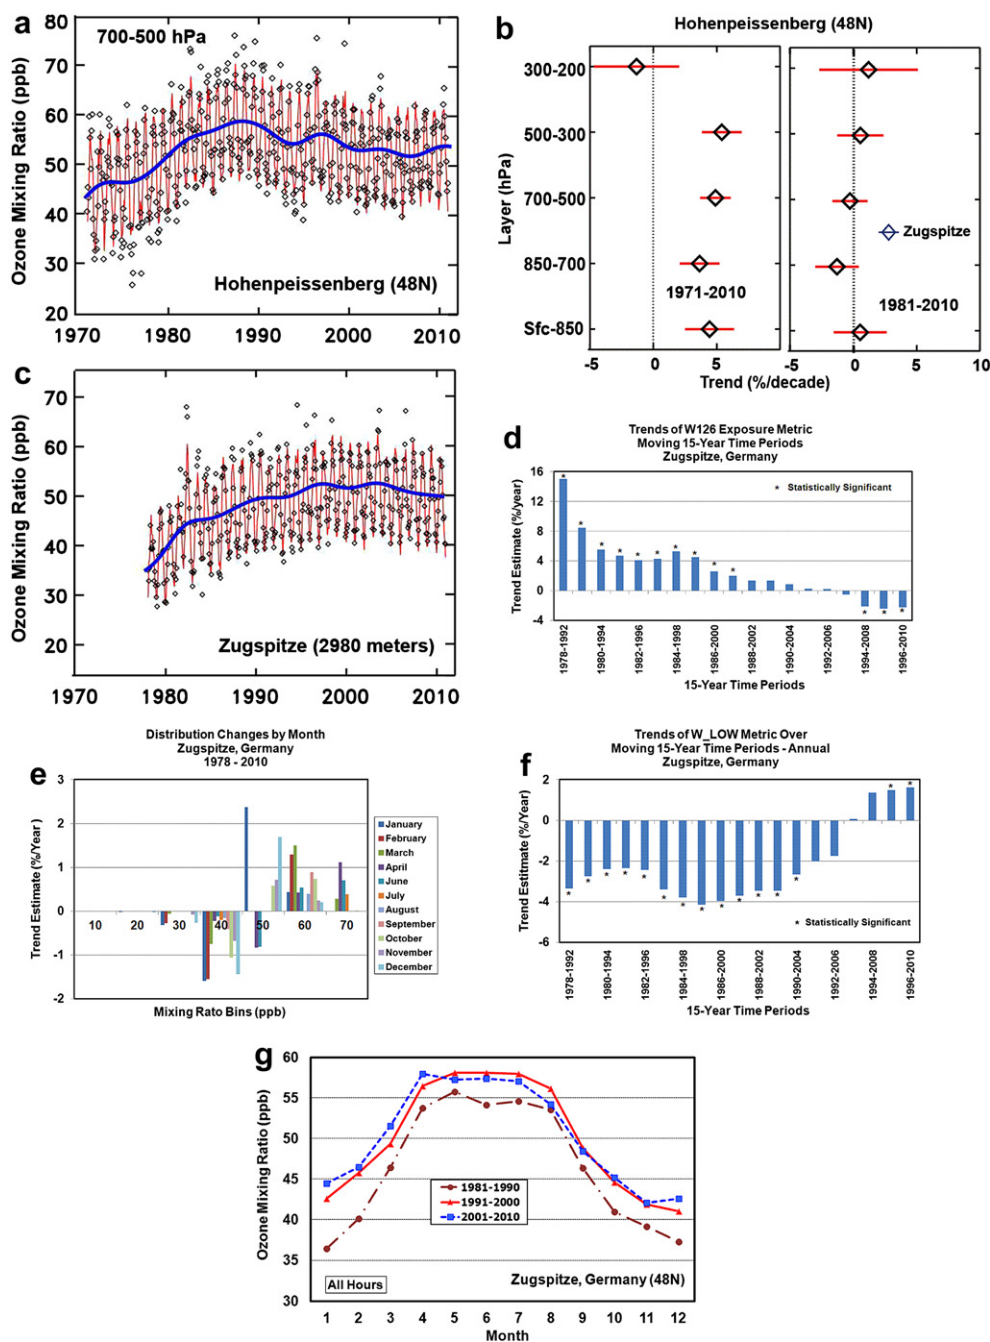 a
700-500 hPa
Ozone Mixing Ratio (ppb)
80
70
60
50
40
30
20
Hohenpeissenberg (48N)
1970 1980 1990 2000 2010
b
Hohenpeissenberg (48N)
Layer (hPa)
300-200
500-300
700-500
850-700
Sfc-850
1971-2010
Zugspitze
1981-2010
-5 0 5
-5 0 5 10
Trend (%/decade)
c
Ozone Mixing Ratio (ppb)
70
60
50
40
30
20
Zugspitze (2980 meters)
1970 1980 1990 2000 2010
d
Trends of W126 Exposure Metric
Moving 15-Year Time Periods
Zugspitze, Germany
* Statistically Significant
Trend Estimate (%/year)
16
12
8
4
0
-4
1978-1992
1980-1994
1982-1996
1984-1998
1986-2000
1988-2002
1990-2004
1992-2006
1994-2008
1996-2010
15-Year Time Periods
e
Distribution Changes by Month
Zugspitze, Germany
1978 - 2010
Trend Estimate (%/Year )
3
2
1
0
-1
-2
10 20 30 40 50 60 70
Mixing Rato Bins (ppb)
January
February
March
April
June
July
August
September
October
November
December
f
Trends of W_LOW Metric Over
Moving 15-Year Time Periods - Annual
Zugspitze, Germany
Trend Estitmate (%/Year)
2
0
-2
-4
-6
* Statistically Significant
1978-1992
1980-1994
1982-1996
1984-1998
1986-2000
1988-2002
1990-2004
1992-2006
1994-2008
1996-2010
15-Year Time Periods
g
Ozone Mixing Ratio (ppb)
60
55
50
45
40
35
30
1981-1990
1991-2000
2001-2010
All Hours
Zugspitze, Germany (48N)
1 2 3 4 5 6 7 8 9 10 11 12
Month